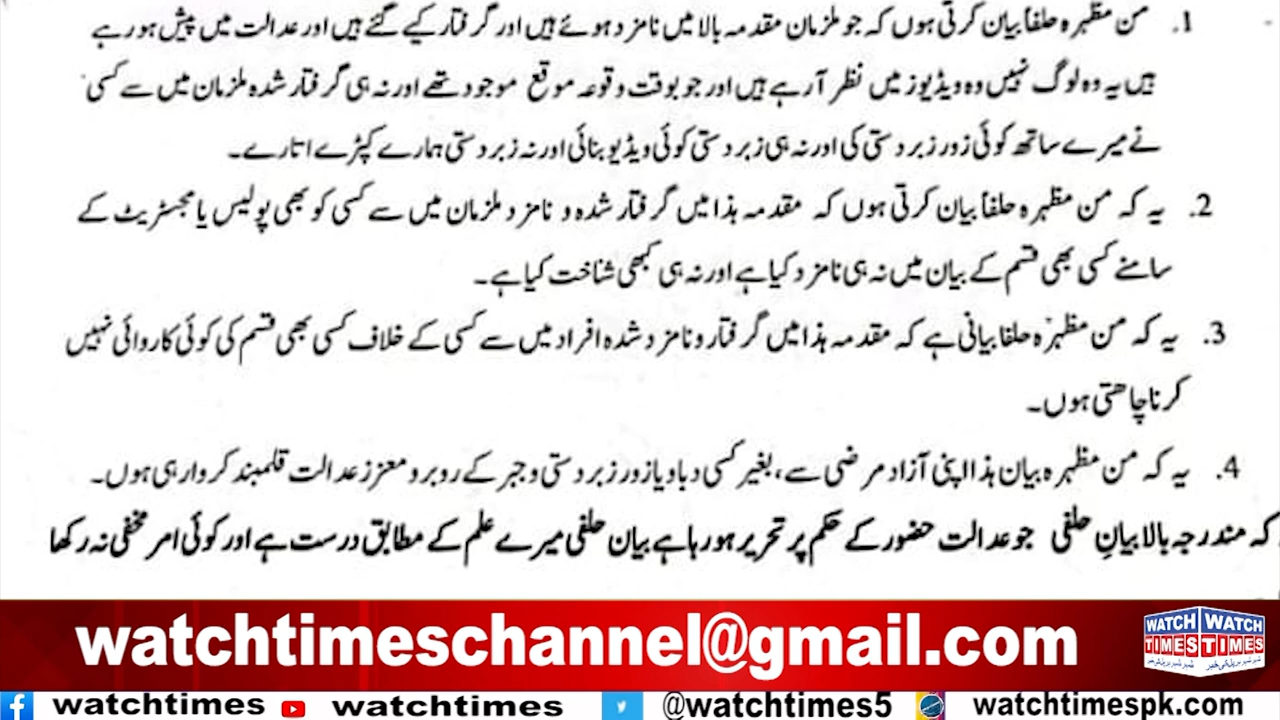 1. من مظہرہ حلفاً بیان کرتی ہوں کہ جو ملزمان مقدمہ بالا میں نامزد ہوئے ہیں اور گرفتار کیے گئے ہیں اور عدالت میں پیش ہو رہے
ہیں یہ وہ لوگ نہیں وہ ویڈیوز میں نظر آ رہے ہیں اور جو بوقت وقوعہ موقع موجود تھے اور نہ ہی گرفتار شدہ ملزمان میں سے کسی
نے میرے ساتھ کوئی زور زبردستی کی اور نہ ہی زبردستی کوئی ویڈیو بنائی اور نہ زبردستی ہمارے کپڑے اتارے۔
2. یہ کہ من مظہرہ حلفاً بیان کرتی ہوں کہ مقدمہ ہذا میں گرفتار شدہ و نامزد ملزمان میں سے کسی کو بھی پولیس یا مجسٹریٹ کے
سامنے کسی بھی قسم کے بیان میں نہ ہی نامزد کیا ہے اور نہ ہی کبھی شناخت کیا ہے۔
3. یہ کہ من مظہرہ حلفا بیانی ہے کہ مقدمہ ہذا میں گرفتار و نامزد شدہ افراد میں سے کسی کے خلاف کسی بھی قسم کی کوئی کاروائی نہیں
کرنا چاھتی ہوں۔
4. یہ کہ من مظہرہ بیان ہذا اپنی آزاد مرضی سے، بغیر کسی دباو یا زور زبردستی و جبر کے روبرو معزز عدالت قلمبند کروا رہی ہوں۔
کہ مندرجہ بالا بیانِ حلفی جو عدالت حضور کے حکم پر تحریر ہو رہا ہے بیان حلفی میرے علم کے مطابق درست ہے اور کوئی امر مخفی نہ رکھا
watchtimeschannel@gmail.com
WATCH WATCH
TIMES TIMES
watchtimes watchtimes @watchtimes5 watchtimespk.com